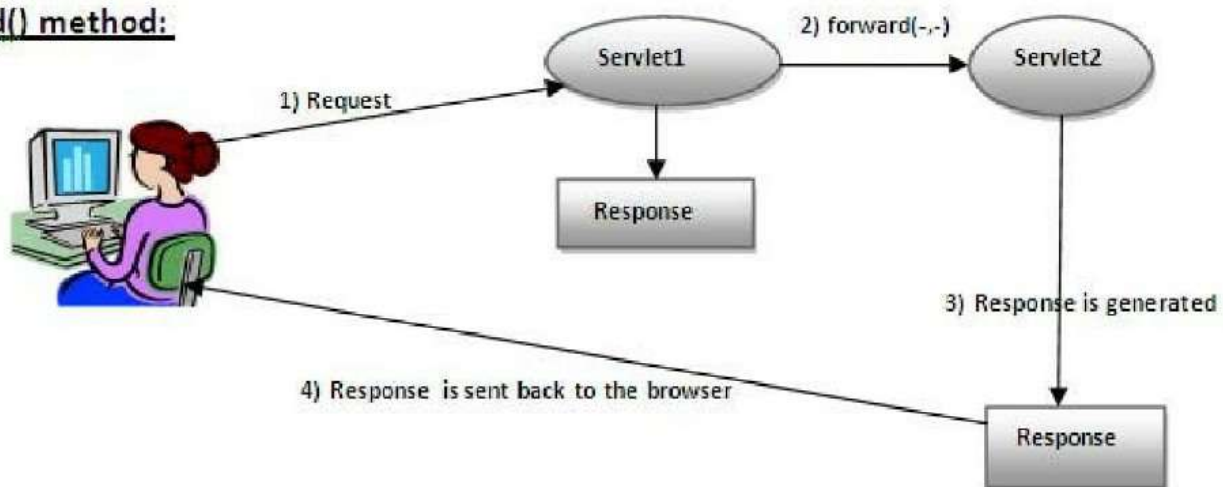 d() method:
2) forward(-,-)
Servlet1
Servlet2
1) Request
Response
3) Response is generated
4) Response is sent back to the browser
Response